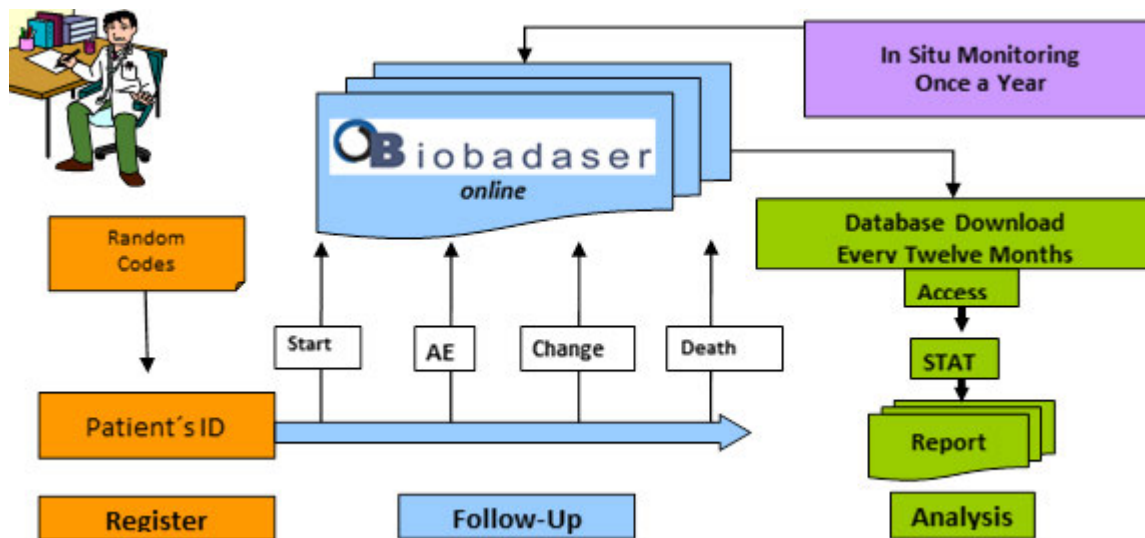 In Situ Monitoring
Once a Year
Biobadaser
online
Random
Codes
Database Download
Every Twelve Months
Access
Start
AE
Change
Death
STAT
Patient´s ID
Report
Register
Follow-Up
Analysis